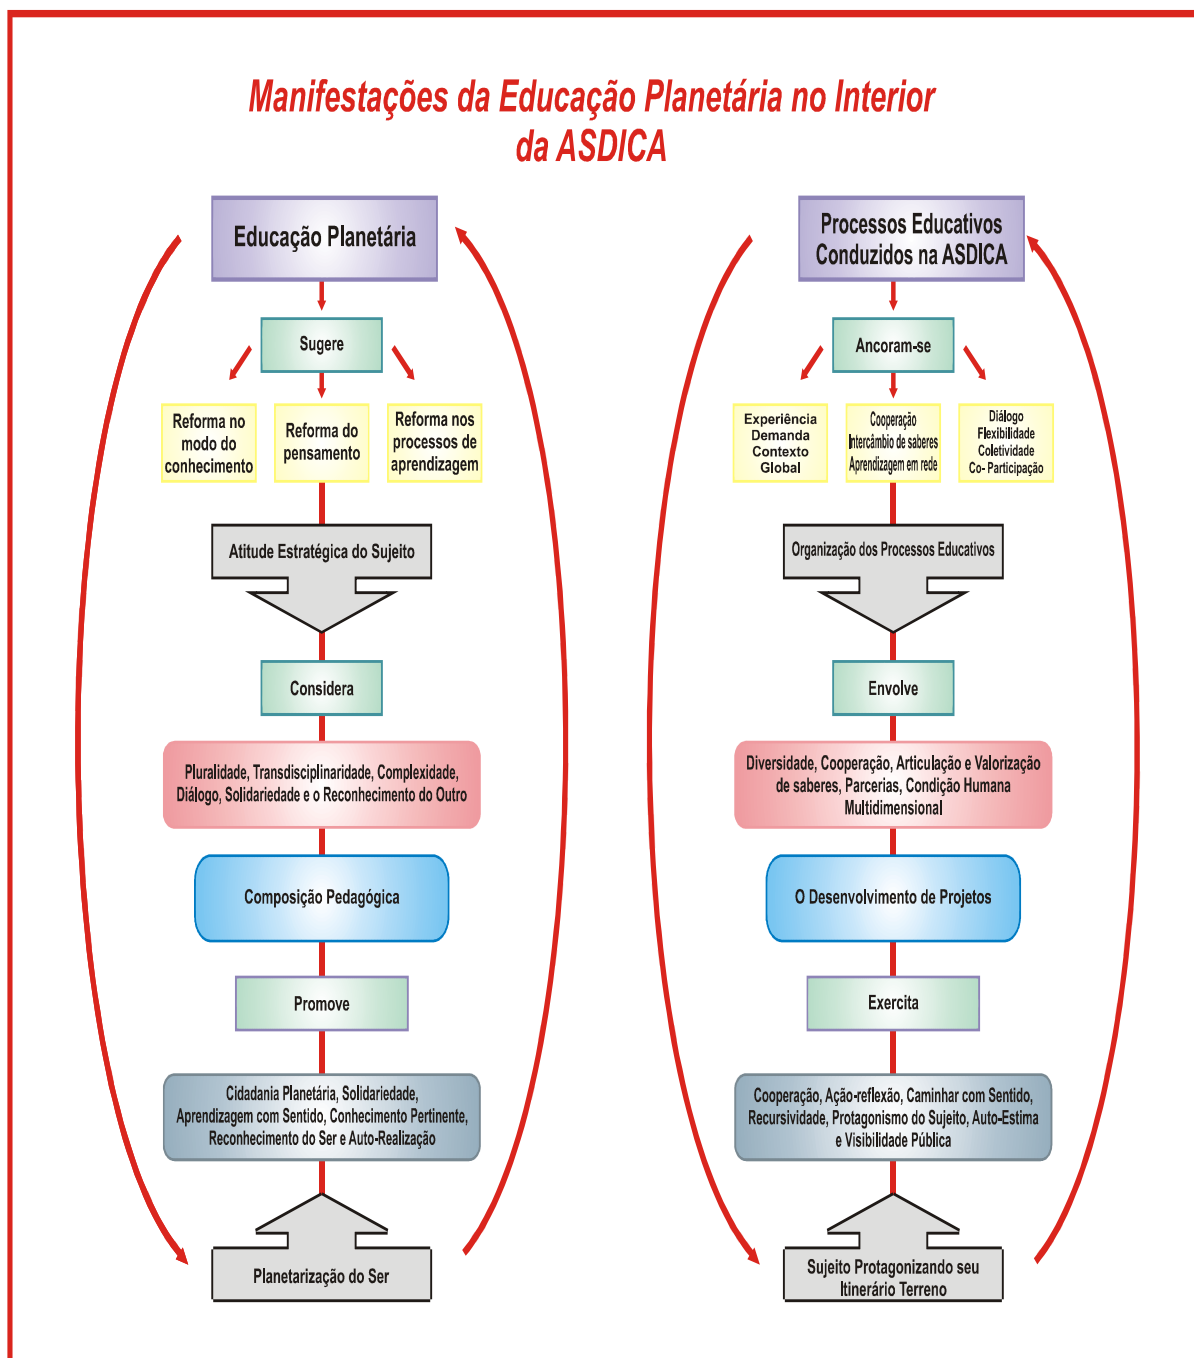 Manifestações da Educação Planetária no Interior
da ASDICA
Educação Planetária
Sugere
Reforma no
modo do
conhecimento
Reforma do
pensamento
Reforma nos
processos de
aprendizagem
Atitude Estratégica do Sujeito
Considera
Pluralidade, Transdisciplinaridade, Complexidade,
Diálogo, Solidariedade e o Reconhecimento do Outro
Composição Pedagógica
Promove
Cidadania Planetária, Solidariedade,
Aprendizagem com Sentido, Conhecimento Pertinente,
Reconhecimento do Ser e Auto-Realização
Planetarização do Ser
Processos Educativos
Conduzidos na ASDICA
Ancoram-se
Experiência
Demanda
Contexto
Global
Cooperação
Intercâmbio de saberes
Aprendizagem em rede
Diálogo
Flexibilidade
Coletividade
Co- Participação
Organização dos Processos Educativos
Envolve
Diversidade, Cooperação, Articulação e Valorização
de saberes, Parcerias, Condição Humana
Multidimensional
O Desenvolvimento de Projetos
Exercita
Cooperação, Ação-reflexão, Caminhar com Sentido,
Recursividade, Protagonismo do Sujeito, Auto-Estima
e Visibilidade Pública
Sujeito Protagonizando seu
Itinerário Terreno